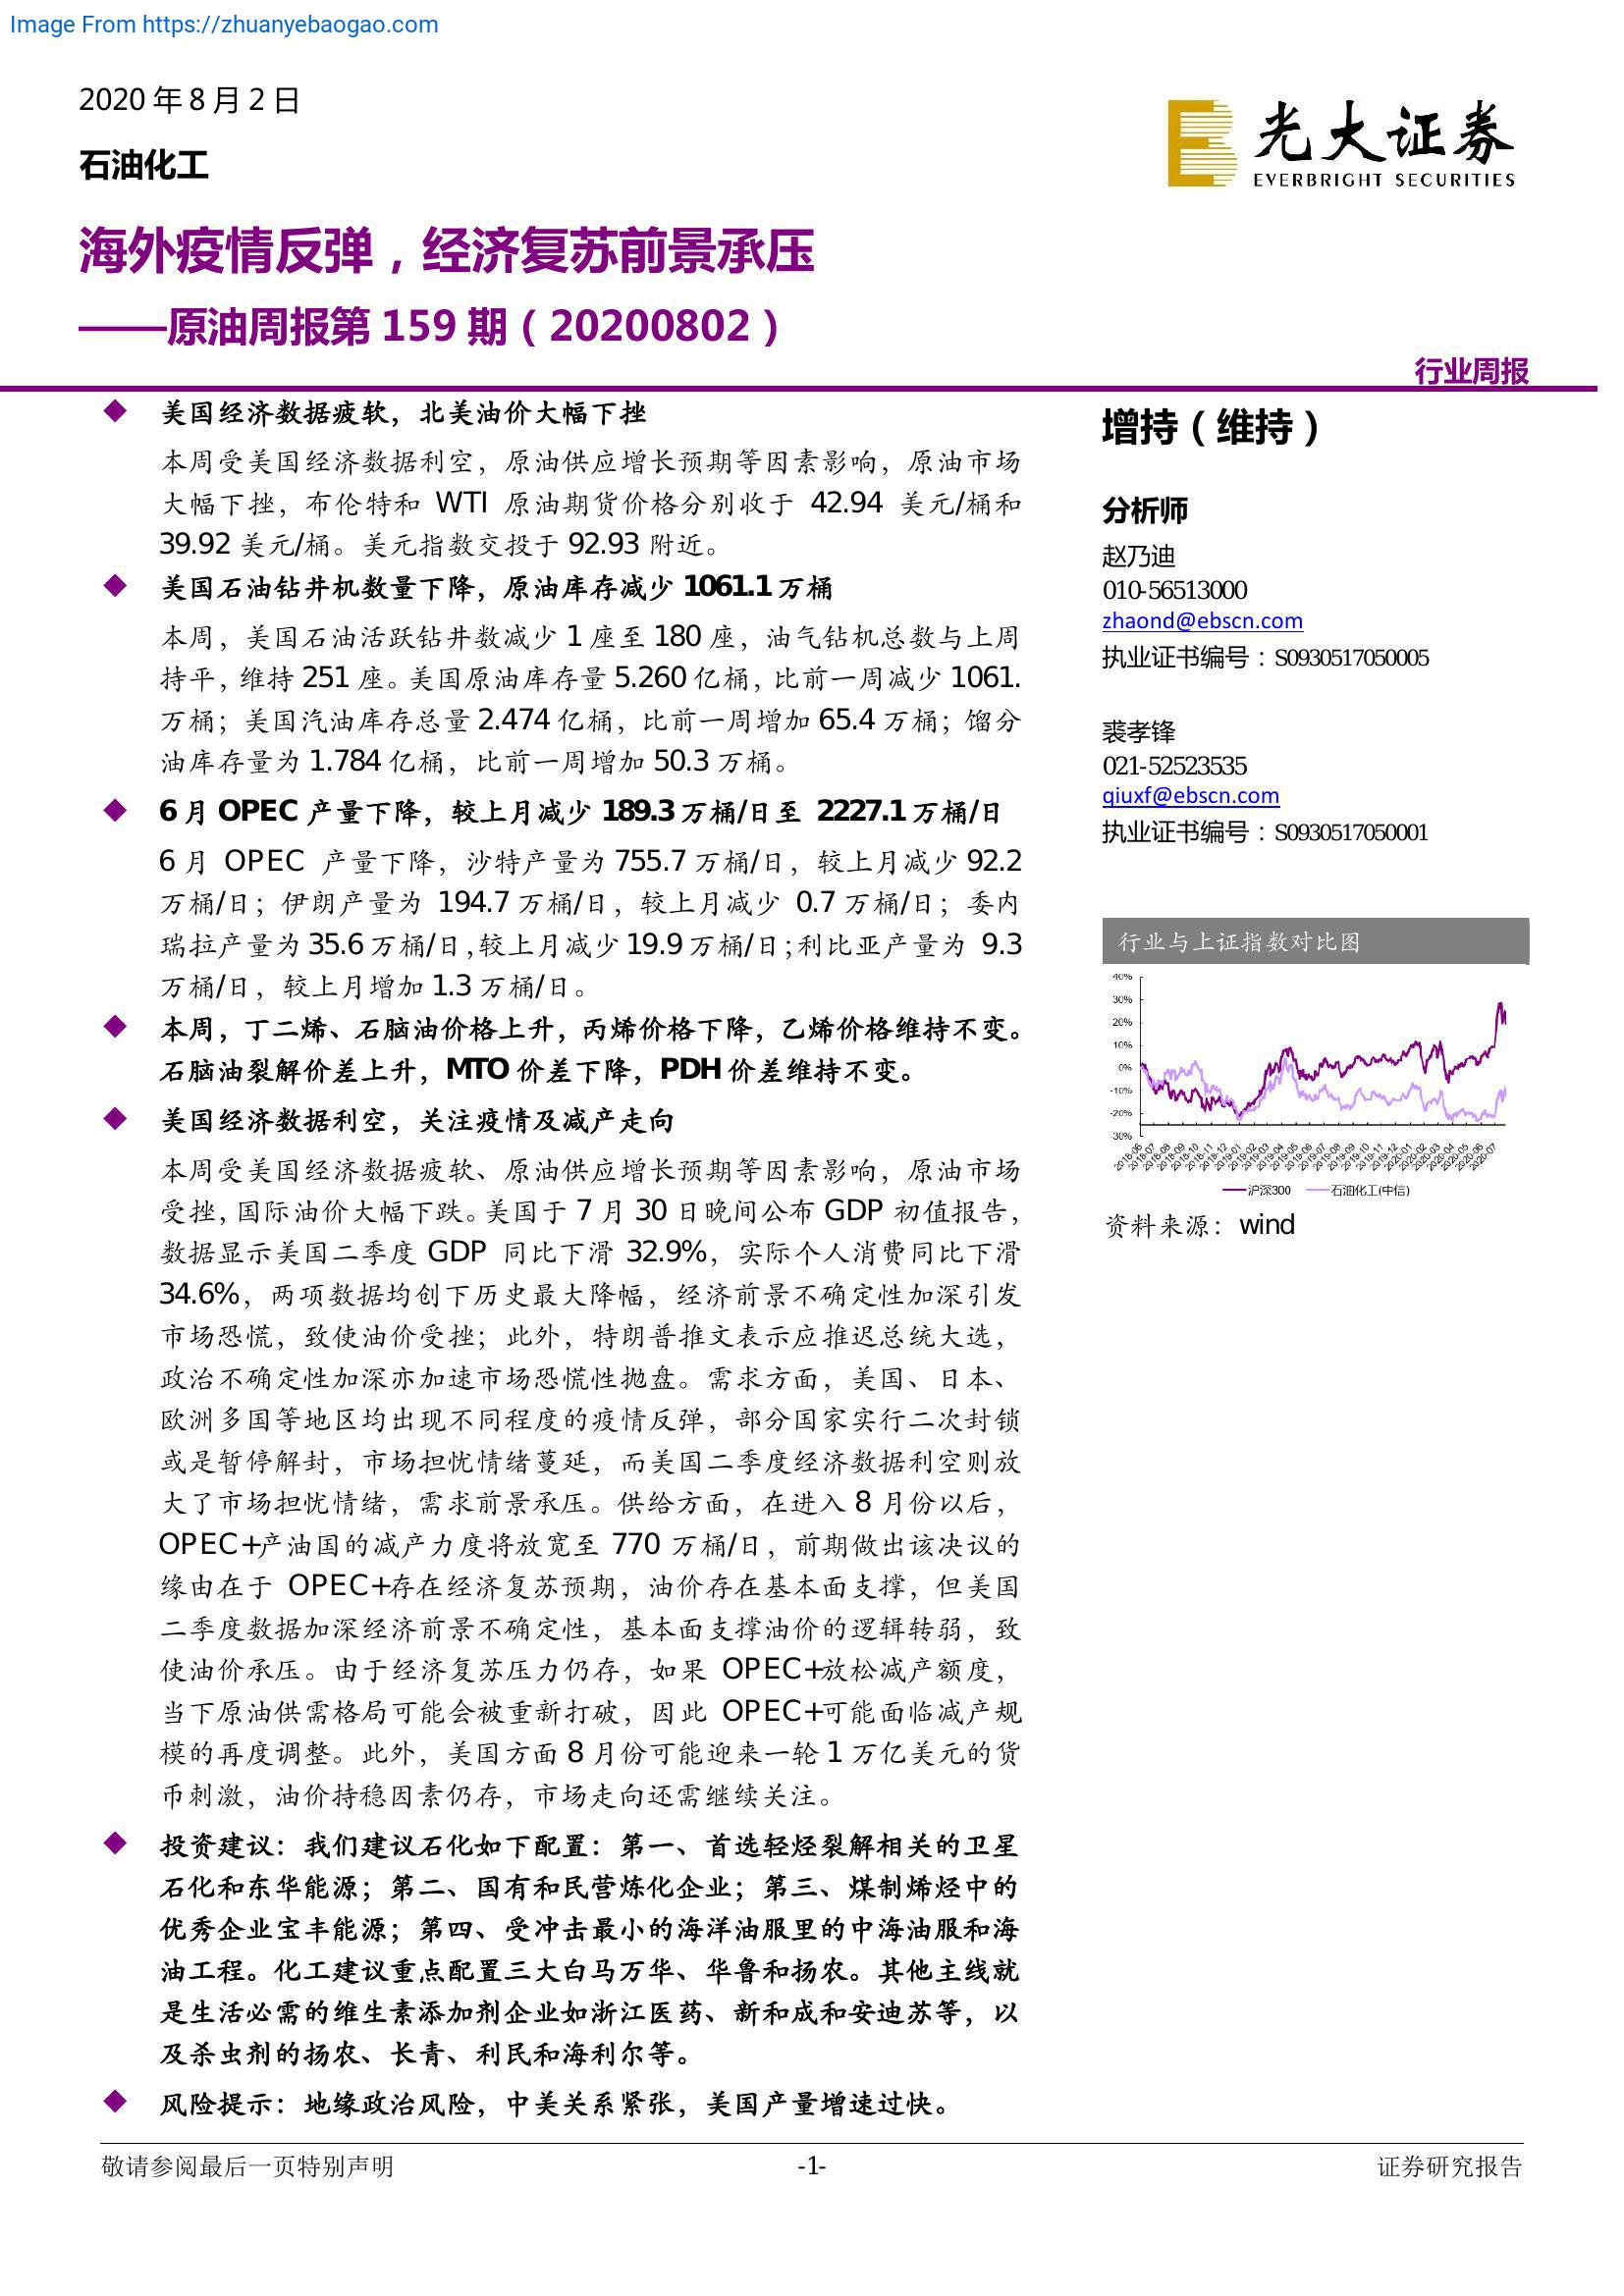 Image From https://zhuanyebaogao.com
2020 年 8 月 2 日
石油化工
光大证券
EVERBRIGHT SECURITIES
海外疫情反弹，经济复苏前景承压
——原油周报第 159 期（20200802）
行业周报
◆ 美国经济数据疲软，北美油价大幅下挫
本周受美国经济数据利空，原油供应增长预期等因素影响，原油市场
大幅下挫，布伦特和 WTI 原油期货价格分别收于 42.94 美元/桶和
39.92 美元/桶。美元指数交投于 92.93 附近。
◆ 美国石油钻井机数量下降，原油库存减少 1061.1 万桶
本周，美国石油活跃钻井数减少 1 座至 180 座，油气钻机总数与上周
持平，维持 251 座。美国原油库存量 5.260 亿桶，比前一周减少 1061.
万桶；美国汽油库存总量 2.474 亿桶，比前一周增加 65.4 万桶；馏分
油库存量为 1.784 亿桶，比前一周增加 50.3 万桶。
◆ 6 月 OPEC 产量下降，较上月减少 189.3 万桶/日至 2227.1 万桶/日
6 月 OPEC 产量下降，沙特产量为 755.7 万桶/日，较上月减少 92.2
万桶/日；伊朗产量为 194.7 万桶/日，较上月减少 0.7 万桶/日；委内
瑞拉产量为 35.6 万桶/日，较上月减少 19.9 万桶/日；利比亚产量为 9.3
万桶/日，较上月增加 1.3 万桶/日。
◆ 本周，丁二烯、石脑油价格上升，丙烯价格下降，乙烯价格维持不变。
石脑油裂解价差上升，MTO 价差下降，PDH 价差维持不变。
◆ 美国经济数据利空，关注疫情及减产走向
本周受美国经济数据疲软、原油供应增长预期等因素影响，原油市场
受挫，国际油价大幅下跌。美国于 7 月 30 日晚间公布 GDP 初值报告，
数据显示美国二季度 GDP 同比下滑 32.9%，实际个人消费同比下滑
34.6%，两项数据均创下历史最大降幅，经济前景不确定性加深引发
市场恐慌，致使油价受挫；此外，特朗普推文表示应推迟总统大选，
政治不确定性加深亦加速市场恐慌性抛盘。需求方面，美国、日本、
欧洲多国等地区均出现不同程度的疫情反弹，部分国家实行二次封锁
或是暂停解封，市场担忧情绪蔓延，而美国二季度经济数据利空则放
大了市场担忧情绪，需求前景承压。供给方面，在进入 8 月份以后，
OPEC+产油国的减产力度将放宽至 770 万桶/日，前期做出该决议的
缘由在于 OPEC+存在经济复苏预期，油价存在基本面支撑，但美国
二季度数据加深经济前景不确定性，基本面支撑油价的逻辑转弱，致
使油价承压。由于经济复苏压力仍存，如果 OPEC+放松减产额度，
当下原油供需格局可能会被重新打破，因此 OPEC+可能面临减产规
模的再度调整。此外，美国方面 8 月份可能迎来一轮 1 万亿美元的货
币刺激，油价持稳因素仍存，市场走向还需继续关注。
◆ 投资建议：我们建议石化如下配置：第一、首选轻烃裂解相关的卫星
石化和东华能源；第二、国有和民营炼化企业；第三、煤制烯烃中的
优秀企业宝丰能源；第四、受冲击最小的海洋油服里的中海油服和海
油工程。化工建议重点配置三大白马万华、华鲁和扬农。其他主线就
是生活必需的维生素添加剂企业如浙江医药、新和成和安迪苏等，以
及杀虫剂的扬农、长青、利民和海利尔等。
◆ 风险提示：地缘政治风险，中美关系紧张，美国产量增速过快。
增持（维持）
分析师
赵乃迪
010-56513000
zhaond@ebscn.com
执业证书编号：S0930517050005
裘孝锋
021-52523535
qiuxf@ebscn.com
执业证书编号：S0930517050001
行业与上证指数对比图
40%
30%
20%
10%
0%
-10%
-20%
-30%
2018-06 2018-07 2018-08 2018-09 2018-10 2018-11 2018-12 2019-01 2019-02 2019-03 2019-04 2019-05 2019-06 2019-07 2019-08 2019-09 2019-10 2019-11 2019-12 2020-01 2020-02 2020-03 2020-04 2020-05 2020-06 2020-07
沪深300 石油化工(中信)
资料来源：wind
敬请参阅最后一页特别声明 -1- 证券研究报告